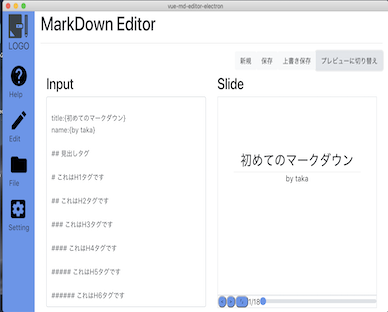 vue-md-editor-electron
LOGO
MarkDown Editor
新規 保存 上書き保存 プレビューに切り替え
Help
Edit
File
Setting
Input
title:{初めてのマークダウン}
name:{by taka}
## 見出しタグ
# これはH1タグです
## これはH2タグです
### これはH3タグです
#### これはH4タグです
##### これはH5タグです
###### これはH6タグです
Slide
初めてのマークダウン
by taka
1/18